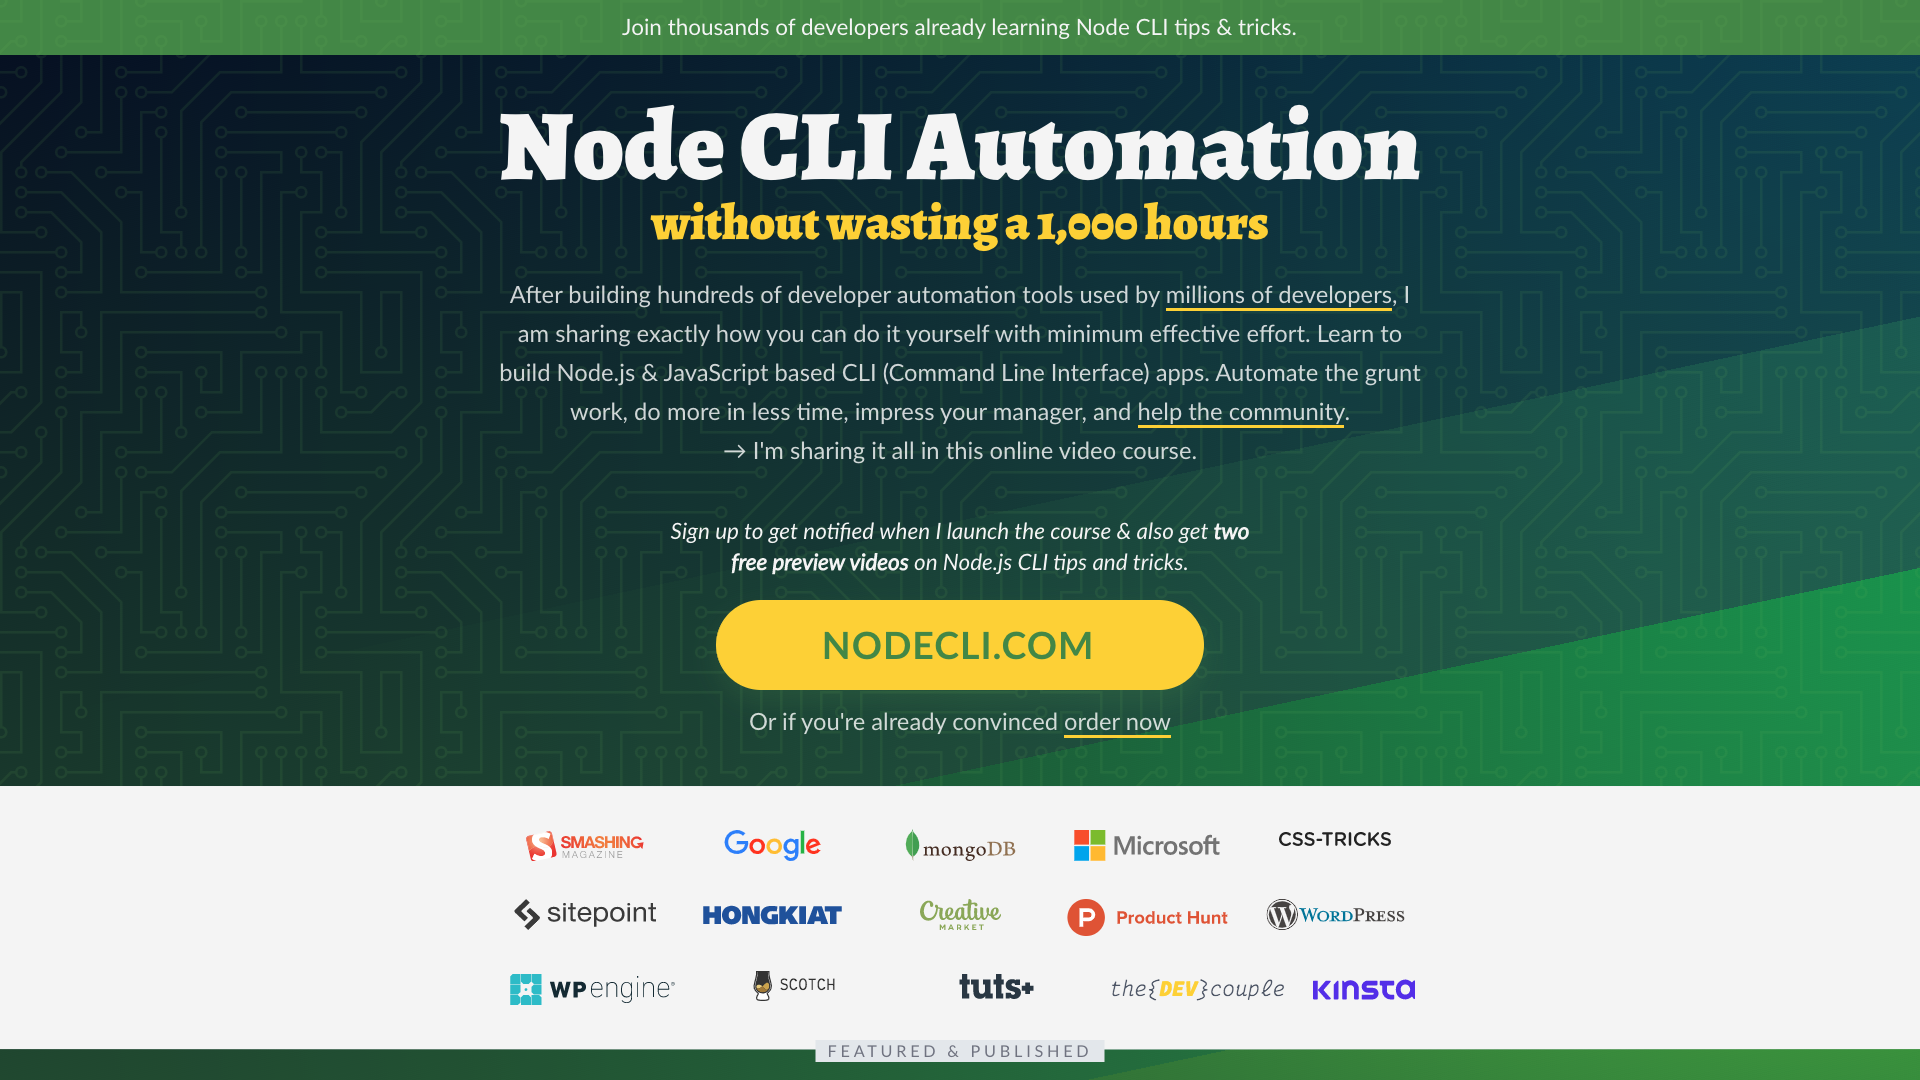 Join thousands of developers already learning Node CLI tips & tricks.
Node CLI Automation
without wasting a 1,000 hours
After building hundreds of developer automation tools used by millions of developers, I
am sharing exactly how you can do it yourself with minimum effective effort. Learn to
build Node.js & JavaScript based CLI (Command Line Interface) apps. Automate the grunt
work, do more in less time, impress your manager, and help the community.
→ I'm sharing it all in this online video course.
Sign up to get notified when I launch the course & also get two
free preview videos on Node.js CLI tips and tricks.
NODECLI.COM
Or if you're already convinced order now
SMASHING MAGAZINE Google mongoDB Microsoft CSS-TRICKS
sitepoint HONGKIAT Creative MARKET Product Hunt WORDPRESS
WP engine® SCOTCH tuts+ the{DEV}couple KINSTA
FEATURED & PUBLISHED